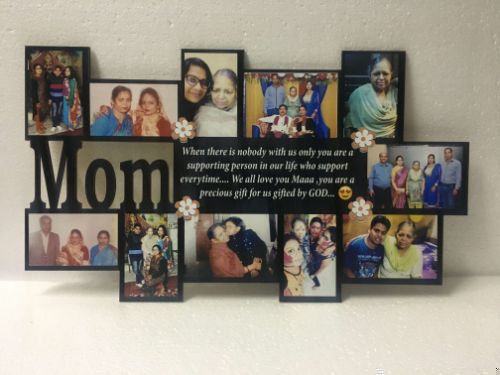 Mom
When there is nobody with us only you are a
supporting person in our life who support
everytime.... We all love you Maaa ,you are a
precious gift for us gifted by GOD... 😍